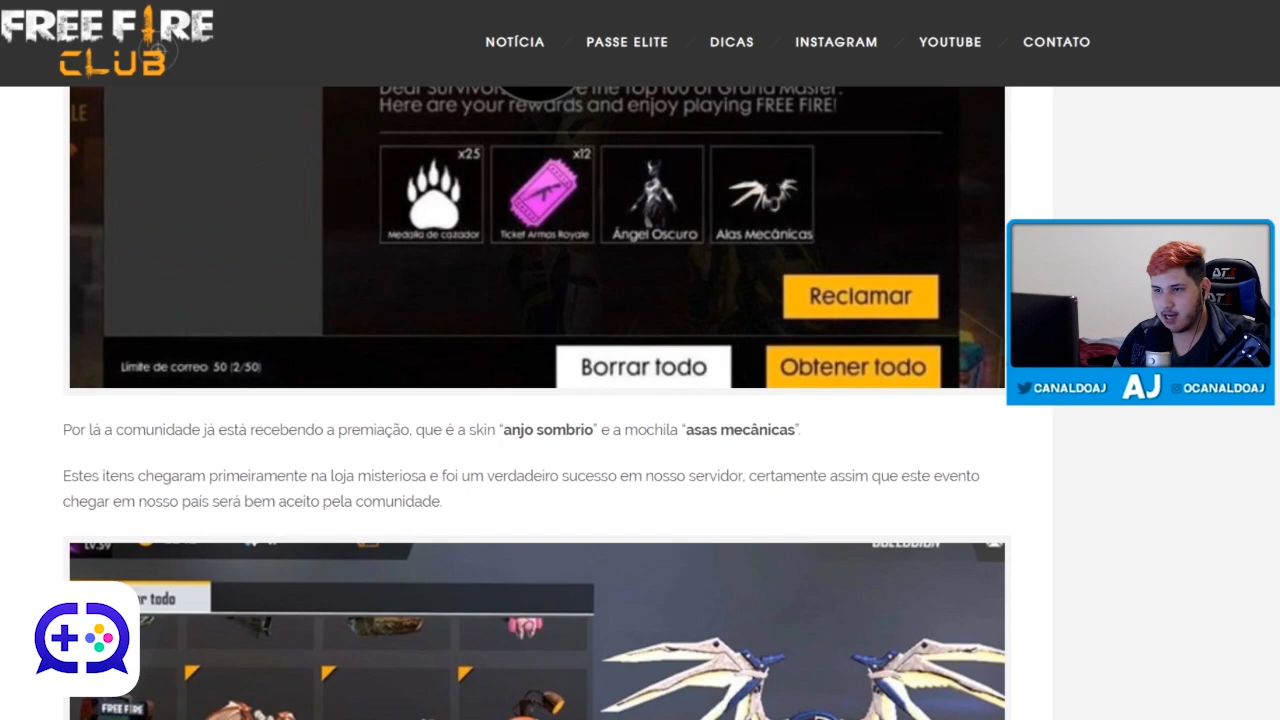 FREE FIRE
CLUB
NOTÍCIA / PASSE ELITE / DICAS / INSTAGRAM / YOUTUBE / CONTATO
Here are your rewards and enjoy playing FREE FIRE!
x25
x12
Medalla de cazador
Ticket Armas Royale
Ángel Oscuro
Alas Mecánicas
Reclamar
Límite de correo 50 (2/50)
Borrar todo
Obtener todo
DTX
CANALDOAJ
AJ
OCANALDOAJ
Por lá a comunidade já está recebendo a premiação, que é a skin “anjo sombrio” e a mochila “asas mecânicas”.
Estes itens chegaram primeiramente na loja misteriosa e foi um verdadeiro sucesso em nosso servidor, certamente assim que este evento
chegar em nosso país será bem aceito pela comunidade.
todo
FREE FIRE